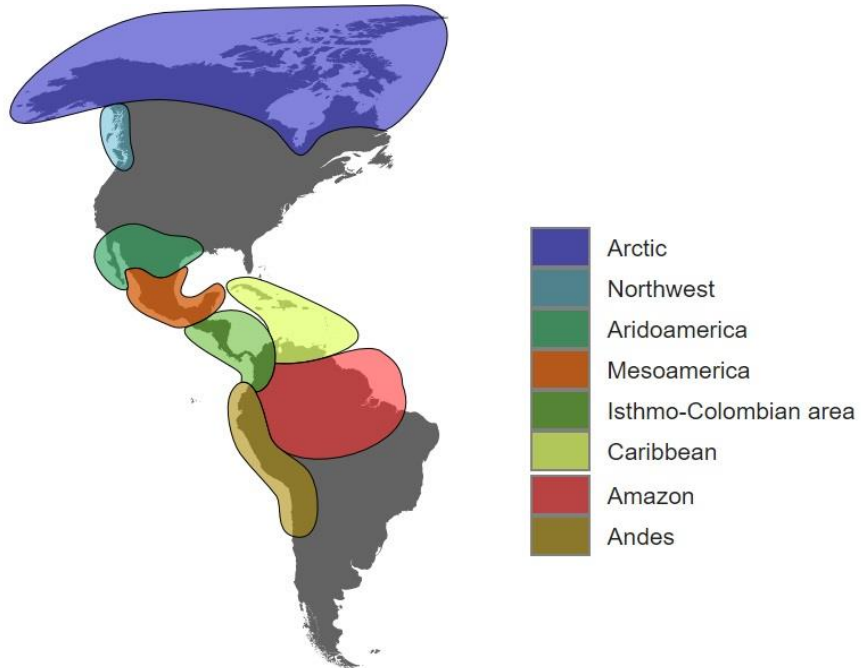 Arctic
Northwest
Aridoamerica
Mesoamerica
Isthmo-Colombian area
Caribbean
Amazon
Andes